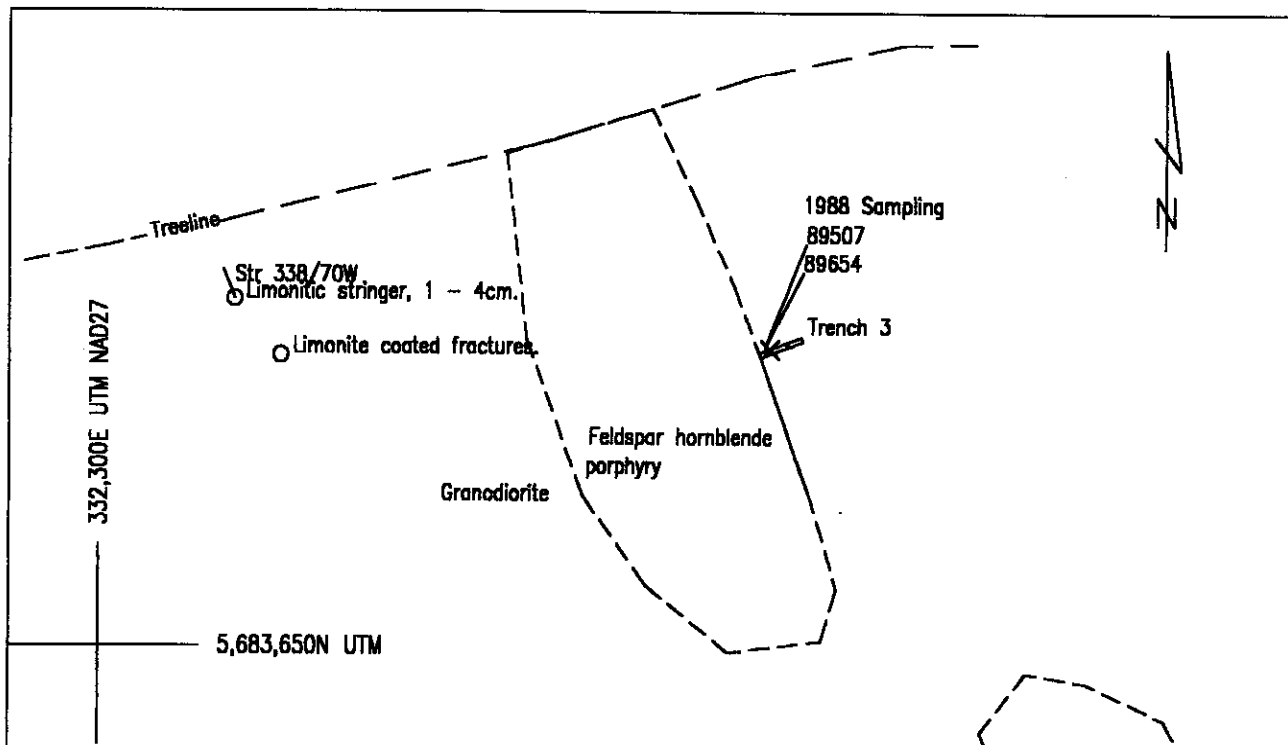 Treeline
1988 Sampling
89507
89654
N
Str 338/70W
Limonitic stringer, 1 - 4cm.
Trench 3
Limonite coated fractures.
332,300E UTM NAD27
Feldspar hornblende
porphyry
Granodiorite
5,683,650N UTM